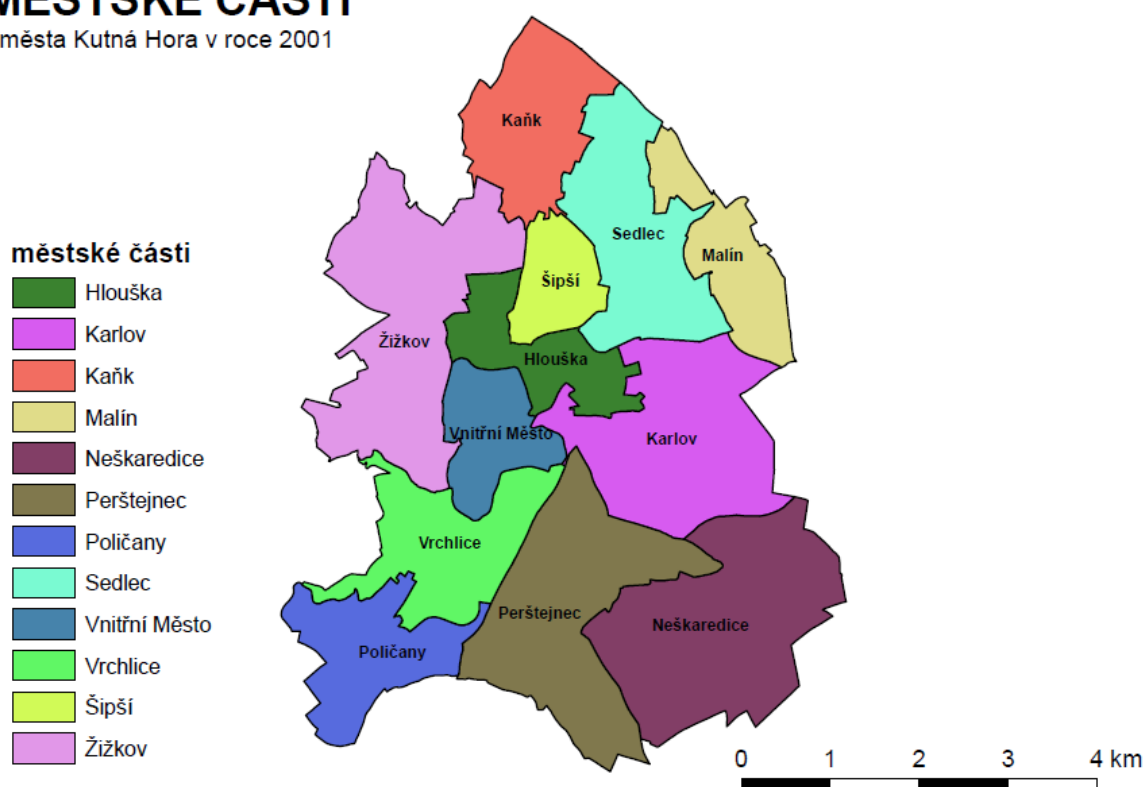 MĚSTSKÉ ČÁSTI
města Kutná Hora v roce 2001
Kaňk
Sedlec
Malín
Šipší
Žižkov
Hlouška
Vnitřní Město
Karlov
Vrchlice
Perštejnec
Neškaredice
Poličany
městské části
Hlouška
Karlov
Kaňk
Malín
Neškaredice
Perštejnec
Poličany
Sedlec
Vnitřní Město
Vrchlice
Šipší
Žižkov
0 1 2 3 4 km